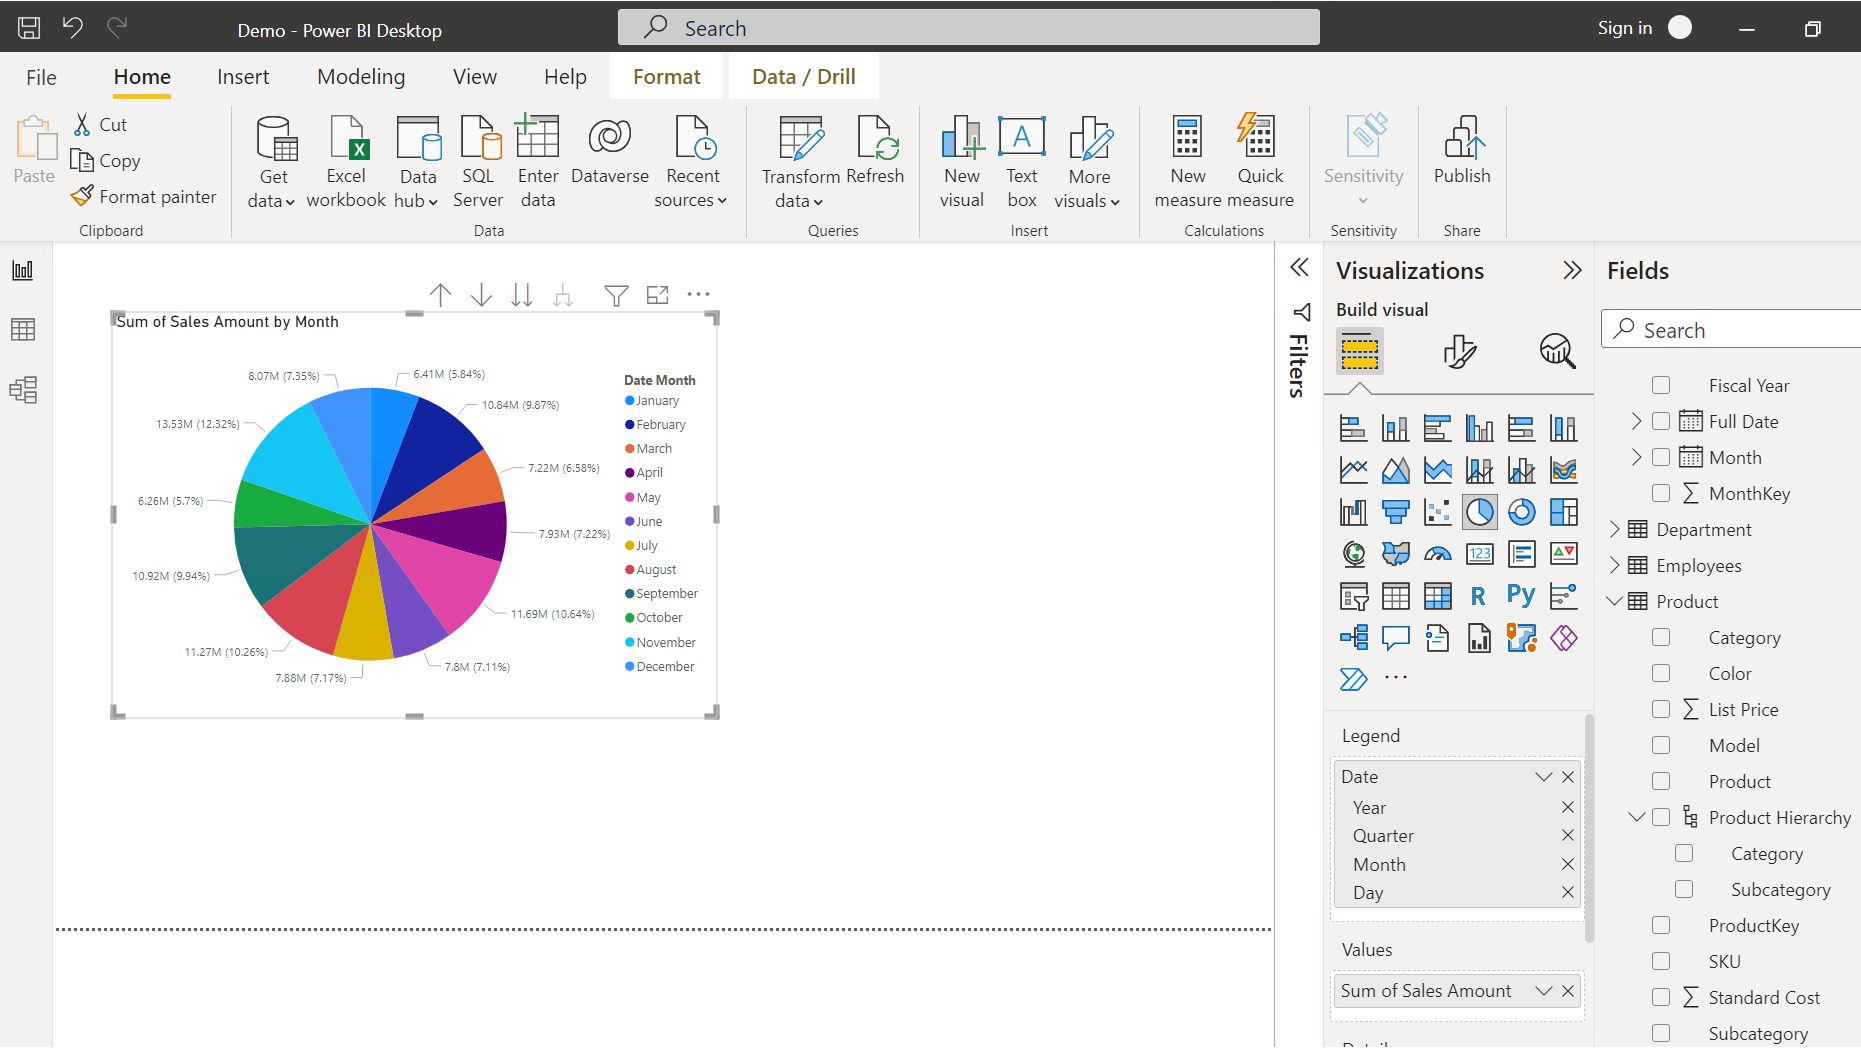 Demo - Power BI Desktop
Search
Sign in
File
Home
Insert
Modeling
View
Help
Format
Data / Drill
Paste
Cut
Copy
Format painter
Clipboard
Get
data
Excel
workbook
Data
hub
SQL
Server
Enter
data
Dataverse
Recent
sources
Data
Transform
data
Refresh
Queries
New
visual
A
Text
box
More
visuals
Insert
New
measure
Quick
measure
Calculations
Sensitivity
Sensitivity
Publish
Share
Sum of Sales Amount by Month
8.07M (7.35%)
6.41M (5.84%)
10.84M (9.87%)
13.53M (12.32%)
7.22M (6.58%)
6.26M (5.7%)
7.93M (7.22%)
10.92M (9.94%)
11.69M (10.64%)
11.27M (10.26%)
7.8M (7.11%)
7.88M (7.17%)
Date Month
January
February
March
April
May
June
July
August
September
October
November
December
Filters
Visualizations
Build visual
123
R
Py
Legend
Date
Year
Quarter
Month
Day
Values
Sum of Sales Amount
Fields
Search
Fiscal Year
Full Date
Month
MonthKey
Department
Employees
Product
Category
Color
List Price
Model
Product
Product Hierarchy
Category
Subcategory
ProductKey
SKU
Standard Cost
Subcategory